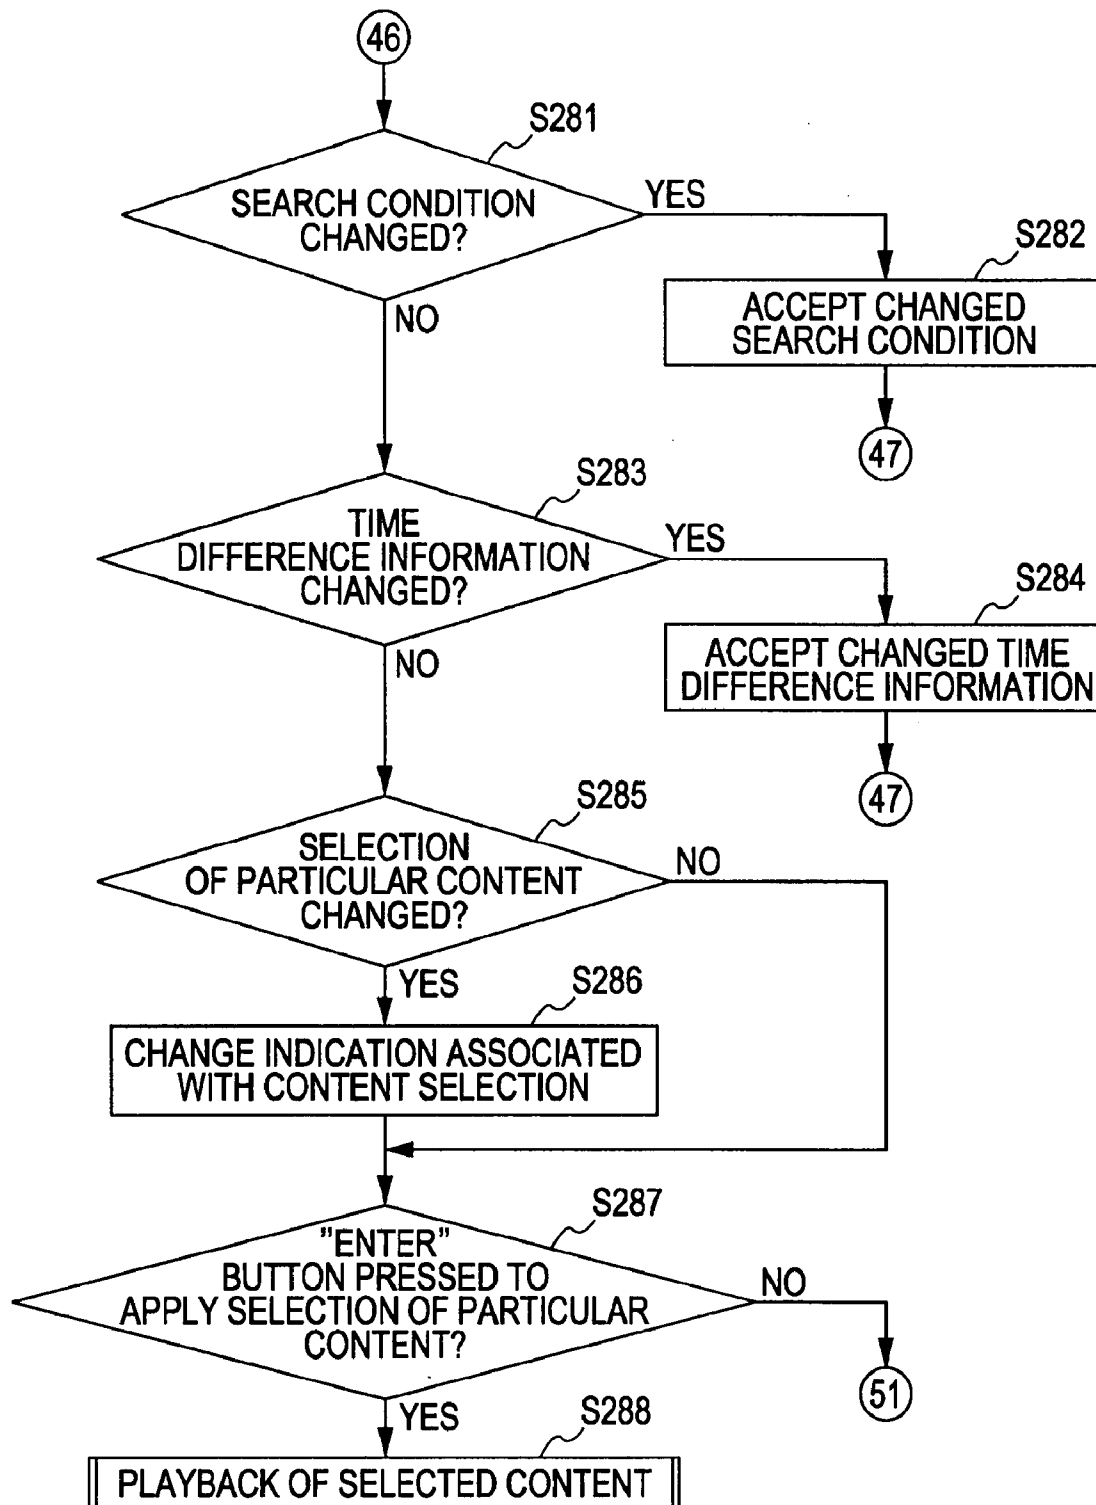 46
S281
SEARCH CONDITION
CHANGED?
YES
NO
S282
ACCEPT CHANGED
SEARCH CONDITION
47
S283
TIME
DIFFERENCE INFORMATION
CHANGED?
YES
NO
S284
ACCEPT CHANGED TIME
DIFFERENCE INFORMATION
47
S285
SELECTION
OF PARTICULAR CONTENT
CHANGED?
NO
YES
S286
CHANGE INDICATION ASSOCIATED
WITH CONTENT SELECTION
S287
"ENTER"
BUTTON PRESSED TO
APPLY SELECTION OF PARTICULAR
CONTENT?
NO
51
YES
S288
PLAYBACK OF SELECTED CONTENT